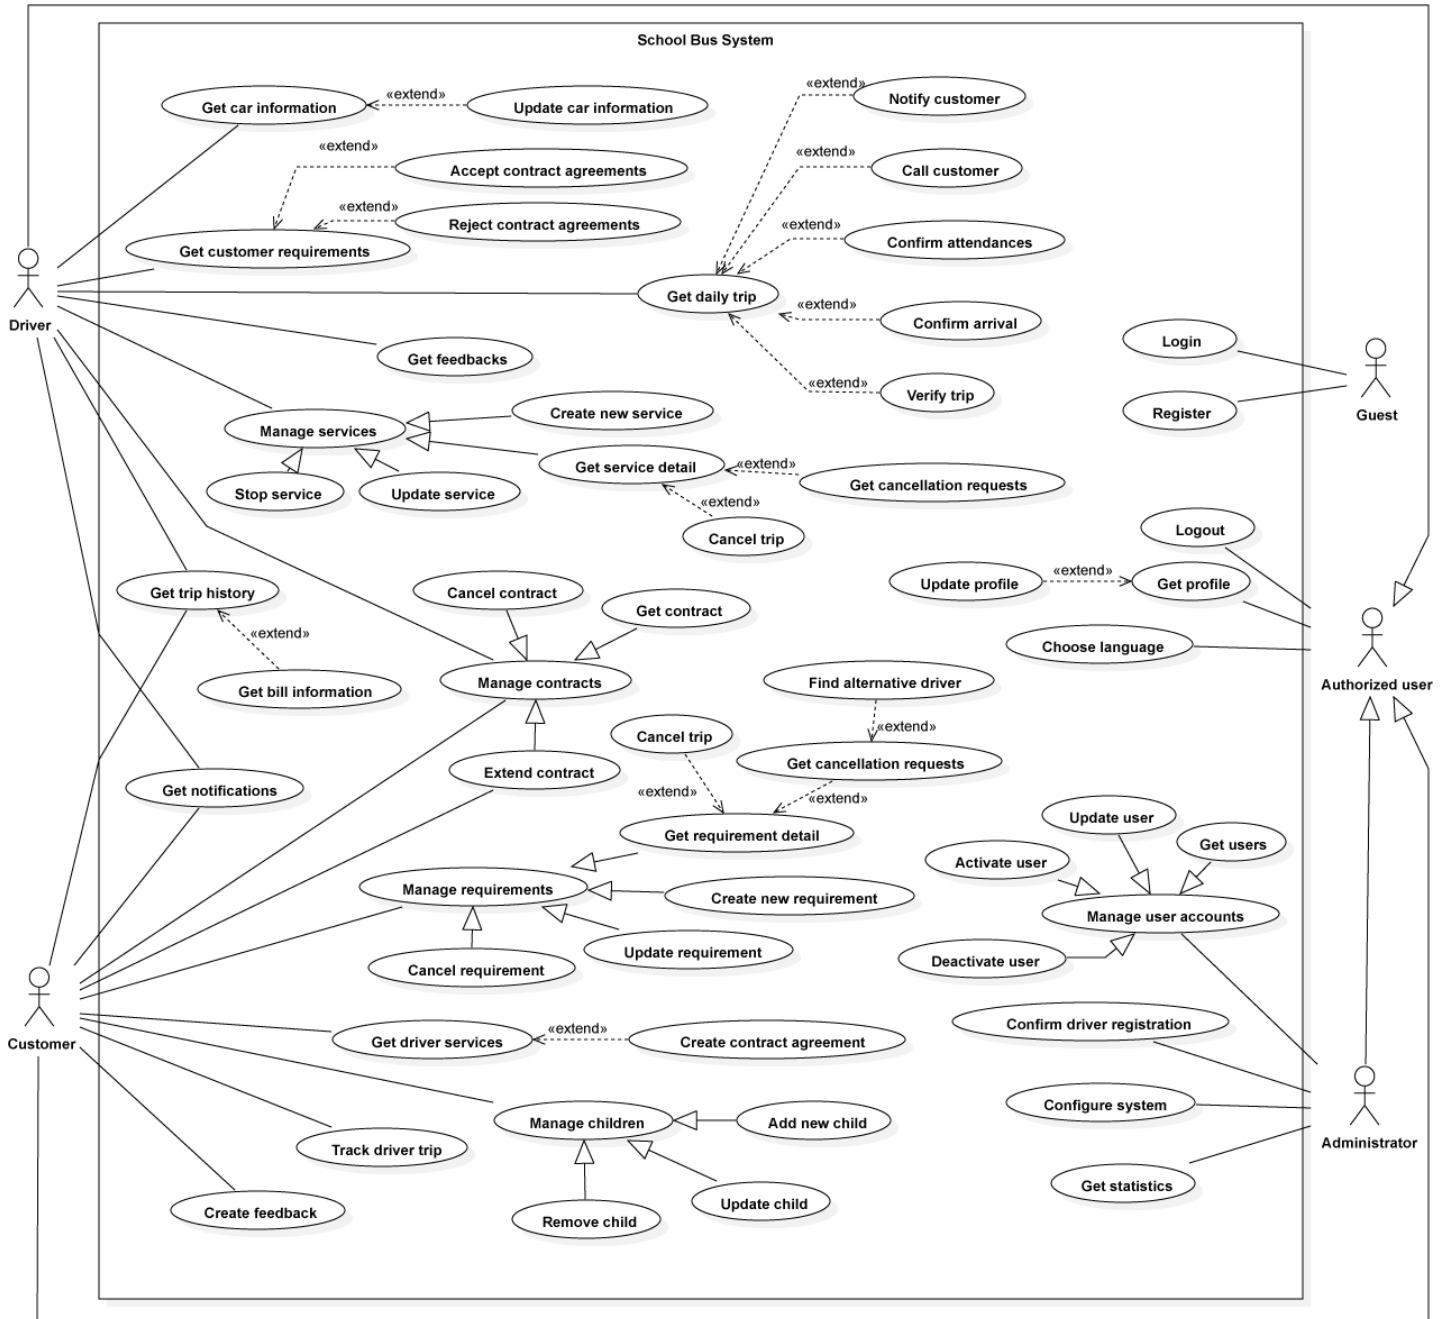 School Bus System
Get car information
«extend»
Update car information
«extend»
Notify customer
«extend»
Accept contract agreements
«extend»
Call customer
«extend»
Reject contract agreements
Get customer requirements
«extend»
Confirm attendances
Driver
Get daily trip
«extend»
Confirm arrival
Get feedbacks
«extend»
Verify trip
Login
Register
Guest
Manage services
Create new service
Stop service
Update service
Get service detail
«extend»
Get cancellation requests
«extend»
Cancel trip
Logout
Update profile
«extend»
Get profile
Choose language
Authorized user
Get trip history
«extend»
Get bill information
Cancel contract
Get contract
Manage contracts
Extend contract
Find alternative driver
«extend»
Cancel trip
Get cancellation requests
«extend»
«extend»
Get notifications
Get requirement detail
Manage requirements
Create new requirement
Update requirement
Cancel requirement
Update user
Get users
Activate user
Manage user accounts
Deactivate user
Customer
Get driver services
«extend»
Create contract agreement
Confirm driver registration
Configure system
Administrator
Get statistics
Manage children
Add new child
Track driver trip
Update child
Remove child
Create feedback